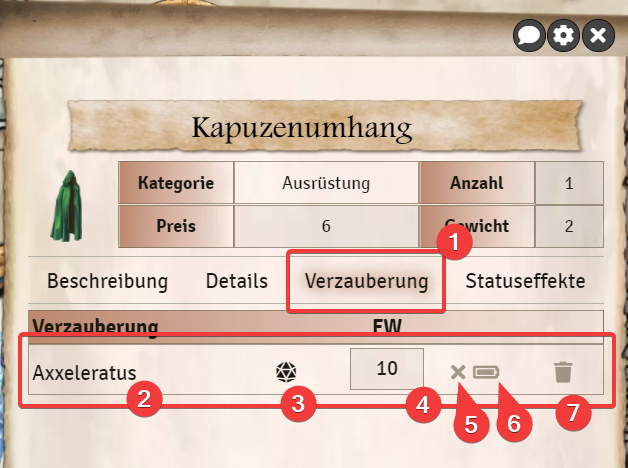 Kapuzenumhang
Kategorie Ausrüstung Anzahl 1
Preis 6 Gewicht 2
1
Beschreibung Details Verzauberung Statuseffekte
Verzauberung FW
Axxeleratus 10
2 3 4 5 6 7